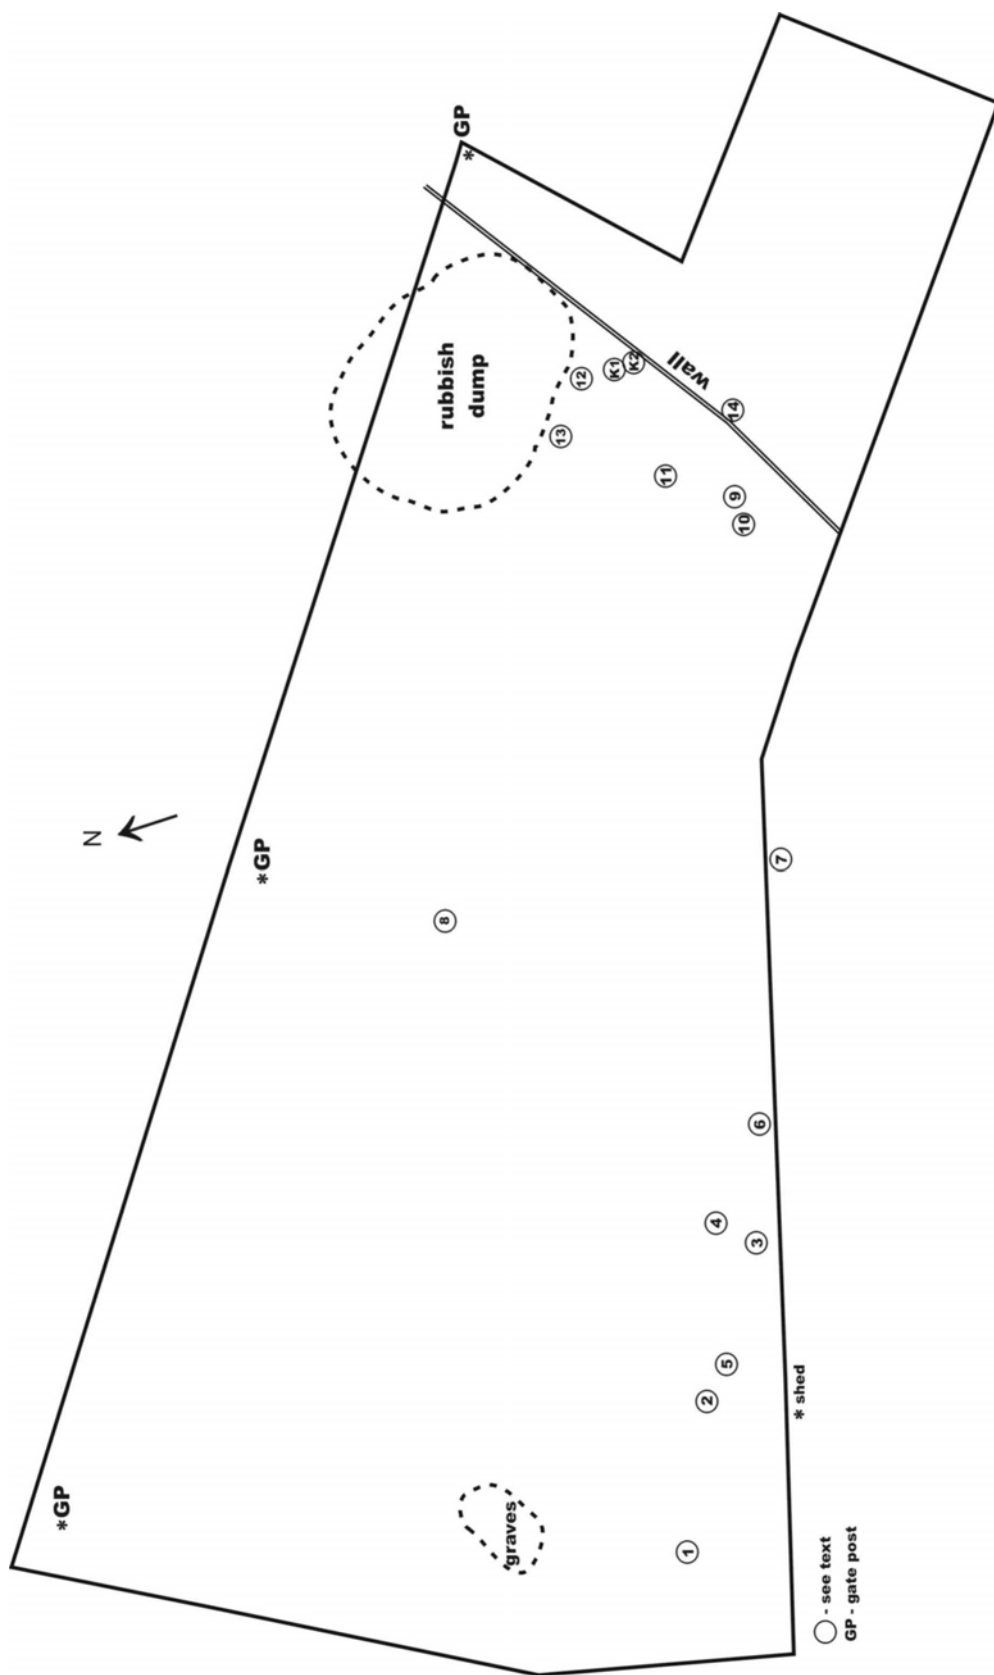 * GP
rubbish
dump
12
K1
K2
wall
13
14
11
9
10
N
* GP
7
8
6
4
3
5
2
* shed
* GP
graves
1
- see text
GP - gate post